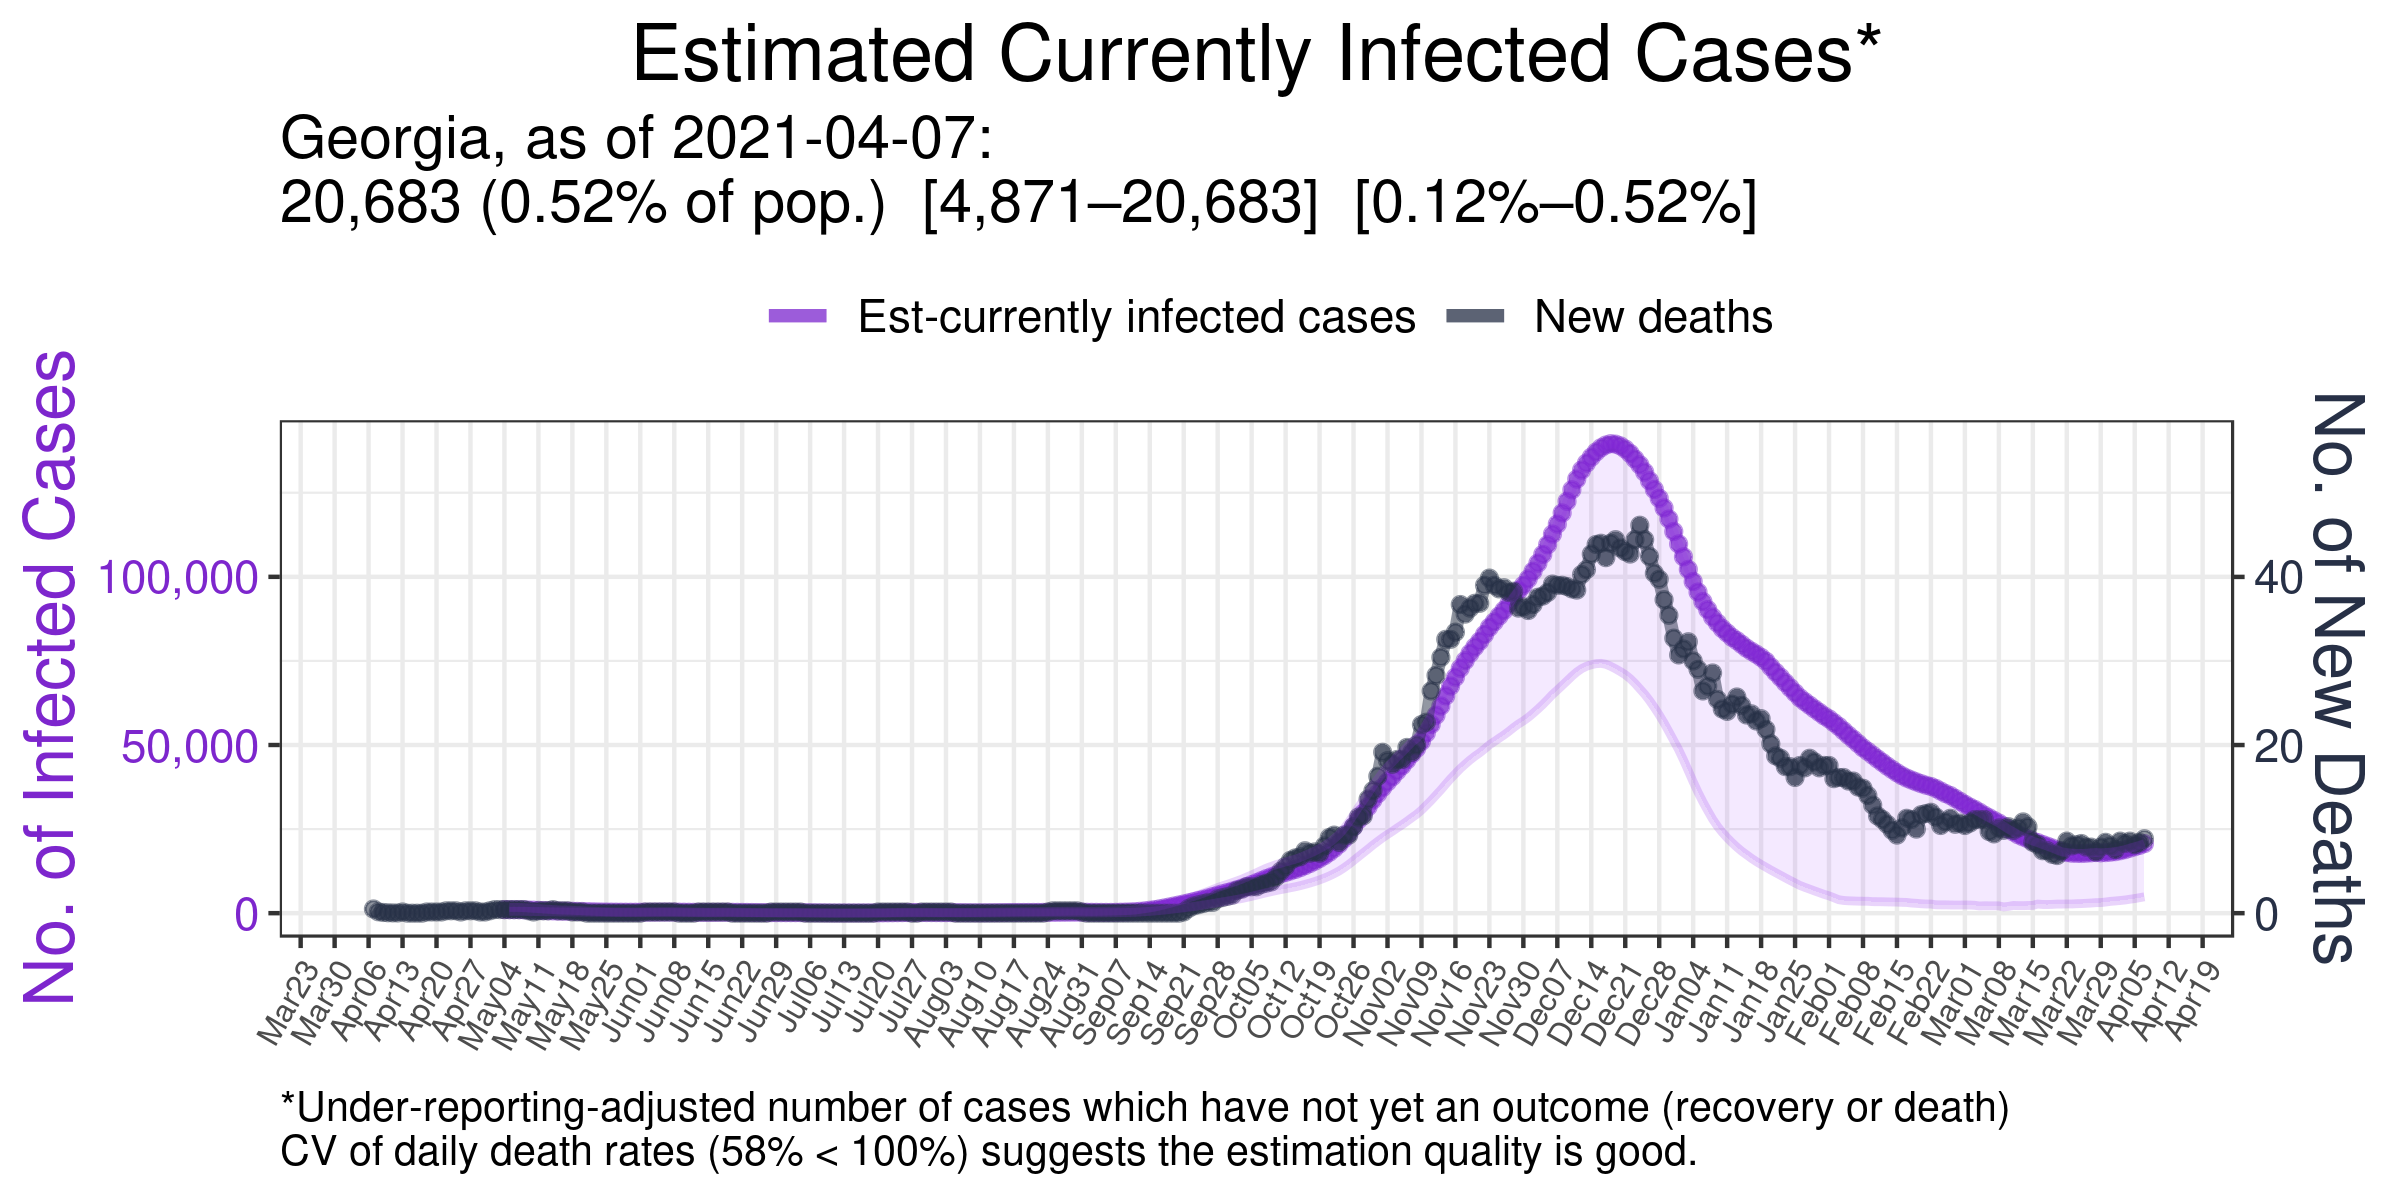 Estimated Currently Infected Cases*
Georgia, as of 2021-04-07:
20,683 (0.52% of pop.) [4,871–20,683] [0.12%–0.52%]
Est-currently infected cases
New deaths
No. of Infected Cases
100,000
50,000
0
40
20
0
No. of New Deaths
Mar23
Mar30
Apr06
Apr13
Apr20
Apr27
May04
May11
May18
May25
Jun01
Jun08
Jun15
Jun22
Jun29
Jul06
Jul13
Jul20
Jul27
Aug03
Aug10
Aug17
Aug24
Aug31
Sep07
Sep14
Sep21
Sep28
Oct05
Oct12
Oct19
Oct26
Nov02
Nov09
Nov16
Nov23
Nov30
Dec07
Dec14
Dec21
Dec28
Jan04
Jan11
Jan18
Jan25
Feb01
Feb08
Feb15
Feb22
Mar01
Mar08
Mar15
Mar22
Mar29
Apr05
Apr12
Apr19
*Under-reporting-adjusted number of cases which have not yet an outcome (recovery or death)
CV of daily death rates (58% < 100%) suggests the estimation quality is good.